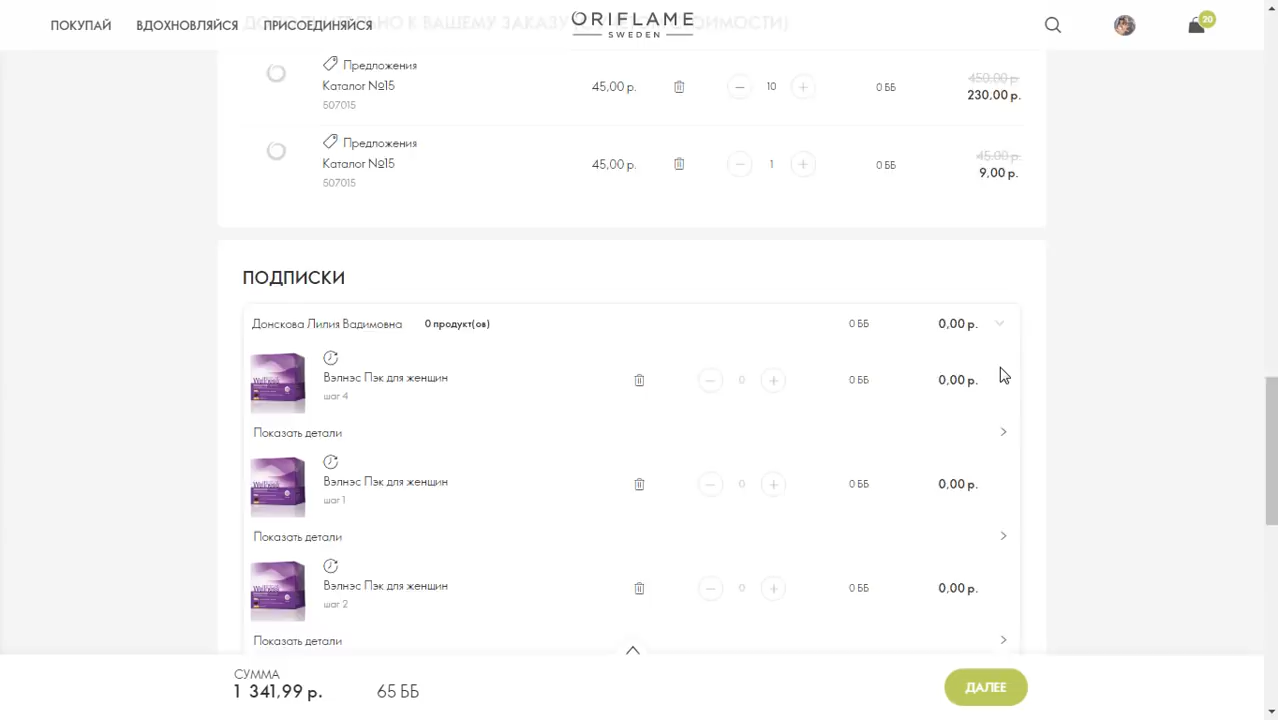 ПОКУПАЙ
ВДОХНОВЛЯЙСЯ
ПРИСОЕДИНЯЙСЯ
ORIFLAME
SWEDEN
20
К ВАШЕМУ ЗАКАЗУ
Предложения
Каталог №15
507015
45,00 р.
10
0 ББ
450,00 р.
230,00 р.
Предложения
Каталог №15
507015
45,00 р.
1
0 ББ
45,00 р.
9,00 р.
ПОДПИСКИ
Донскова Лилия Вадимовна
0 продукт(ов)
0 ББ
0,00 р.
Вэлнэс Пэк для женщин
шаг 4
0
0 ББ
0,00 р.
Показать детали
Вэлнэс Пэк для женщин
шаг 1
0
0 ББ
0,00 р.
Показать детали
Вэлнэс Пэк для женщин
шаг 2
0
0 ББ
0,00 р.
Показать детали
СУММА
1 341,99 р.
65 ББ
ДАЛЕЕ